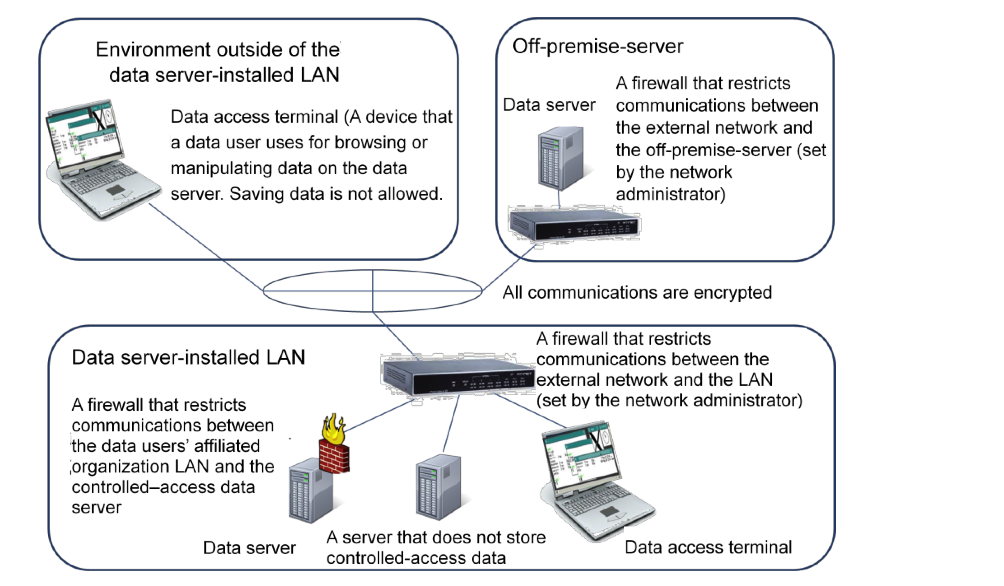 Environment outside of the
data server-installed LAN
Data access terminal (A device that
a data user uses for browsing or
manipulating data on the data
server. Saving data is not allowed.
Off-premise-server
Data server
A firewall that restricts
communications between
the external network and
the off-premise-server (set
by the network
administrator)
All communications are encrypted
Data server-installed LAN
A firewall that restricts
communications between the
external network and the LAN
(set by the network administrator)
A firewall that restricts
communications between
the data users’ affiliated
organization LAN and the
controlled–access data
server
Data server
A server that does not store
controlled-access data
Data access terminal